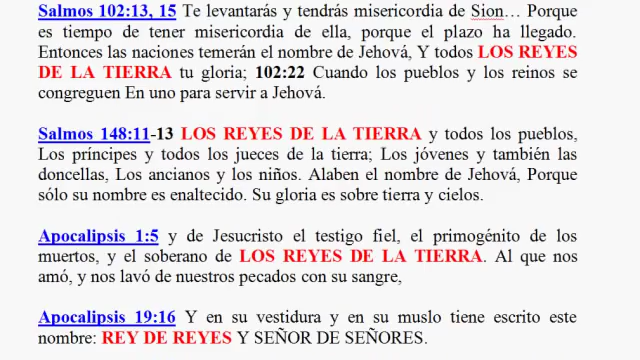 Salmos 102:13, 15 Te levantarás y tendrás misericordia de Sion… Porque
es tiempo de tener misericordia de ella, porque el plazo ha llegado.
Entonces las naciones temerán el nombre de Jehová, Y todos LOS REYES
DE LA TIERRA tu gloria; 102:22 Cuando los pueblos y los reinos se
congreguen En uno para servir a Jehová.
Salmos 148:11-13 LOS REYES DE LA TIERRA y todos los pueblos,
Los príncipes y todos los jueces de la tierra; Los jóvenes y también las
doncellas, Los ancianos y los niños. Alaben el nombre de Jehová, Porque
sólo su nombre es enaltecido. Su gloria es sobre tierra y cielos.
Apocalipsis 1:5 y de Jesucristo el testigo fiel, el primogénito de los
muertos, y el soberano de LOS REYES DE LA TIERRA. Al que nos
amó, y nos lavó de nuestros pecados con su sangre,
Apocalipsis 19:16 Y en su vestidura y en su muslo tiene escrito este
nombre: REY DE REYES Y SEÑOR DE SEÑORES.